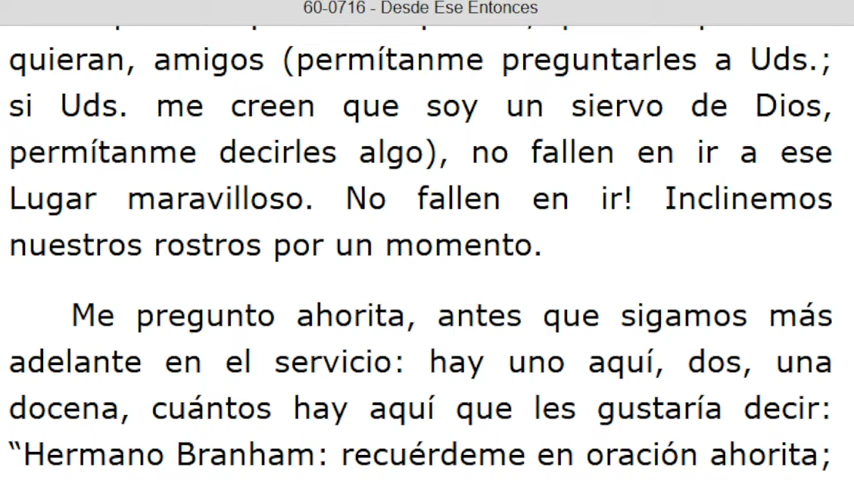 60-0716 - Desde Ese Entonces
quieran, amigos (permítanme preguntarles a Uds.;
si Uds. me creen que soy un siervo de Dios,
permítanme decirles algo), no fallen en ir a ese
Lugar maravilloso. No fallen en ir! Inclinemos
nuestros rostros por un momento.
Me pregunto ahorita, antes que sigamos más
adelante en el servicio: hay uno aquí, dos, una
docena, cuántos hay aquí que les gustaría decir:
“Hermano Branham: recuérdeme en oración ahorita;